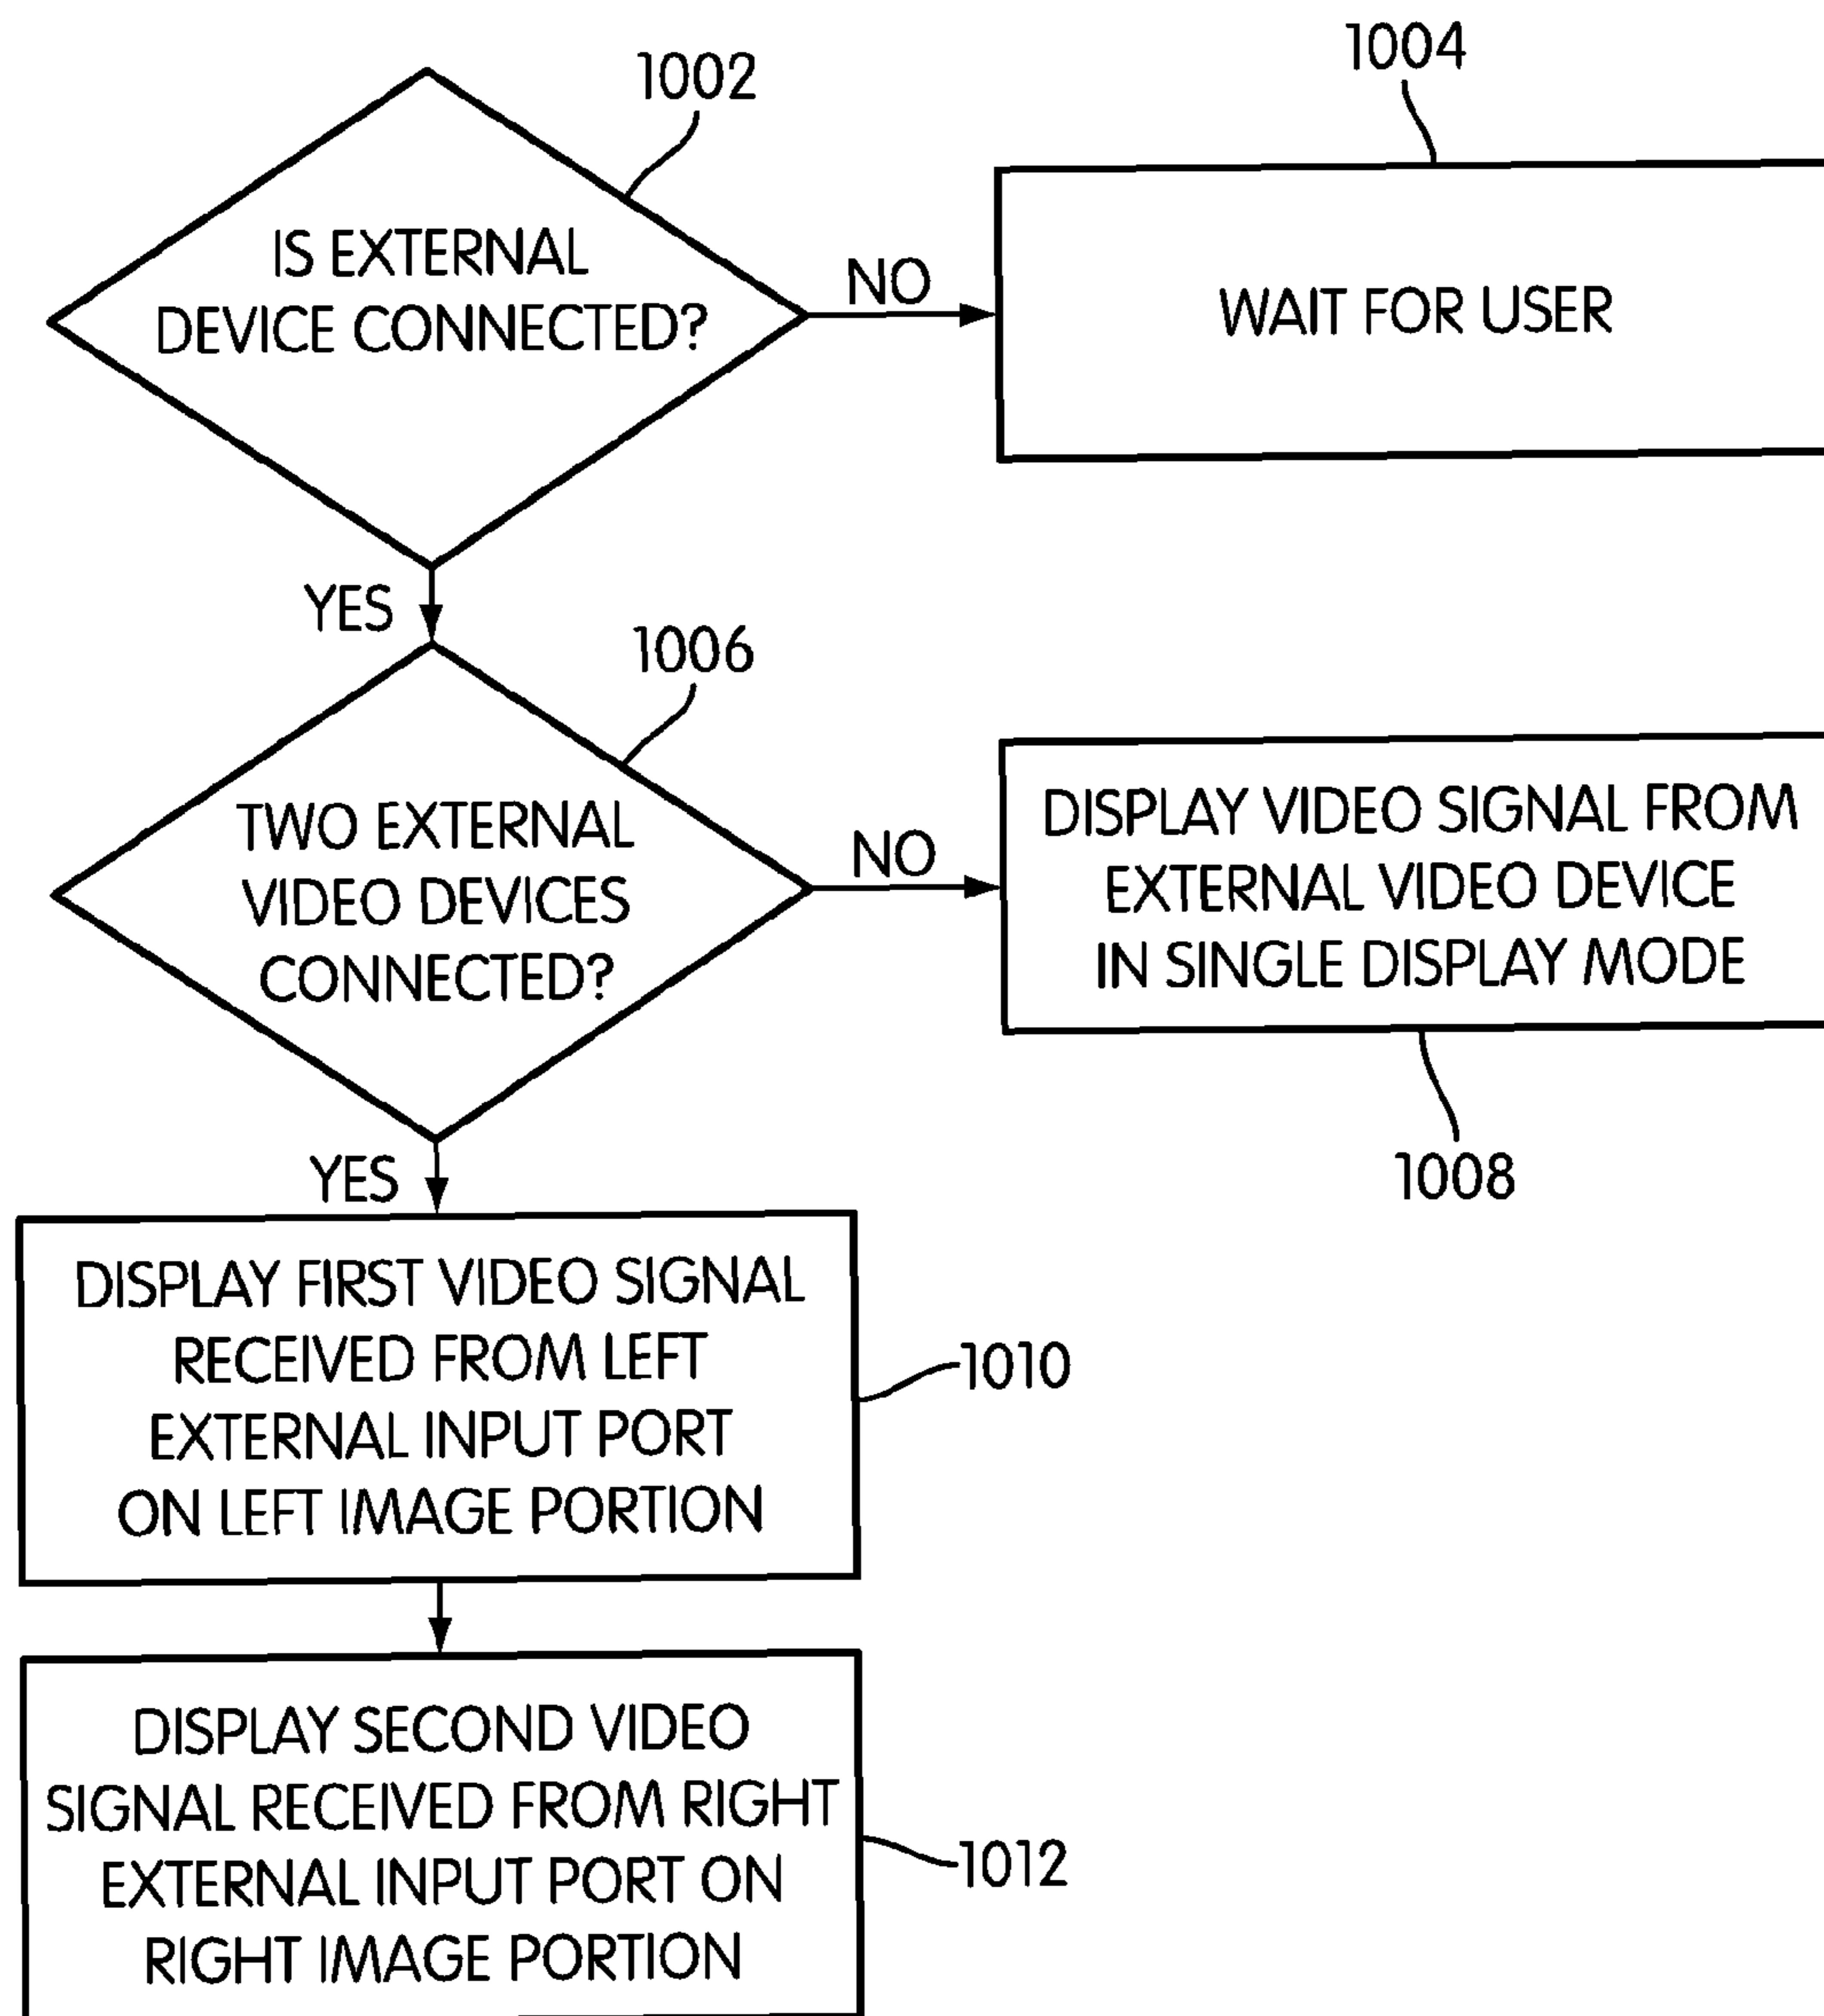 1002
IS EXTERNAL
DEVICE CONNECTED?
NO
1004
WAIT FOR USER
YES
1006
TWO EXTERNAL
VIDEO DEVICES
CONNECTED?
NO
DISPLAY VIDEO SIGNAL FROM
EXTERNAL VIDEO DEVICE
IN SINGLE DISPLAY MODE
1008
YES
DISPLAY FIRST VIDEO SIGNAL
RECEIVED FROM LEFT
EXTERNAL INPUT PORT
ON LEFT IMAGE PORTION
1010
DISPLAY SECOND VIDEO
SIGNAL RECEIVED FROM RIGHT
EXTERNAL INPUT PORT ON
RIGHT IMAGE PORTION
1012